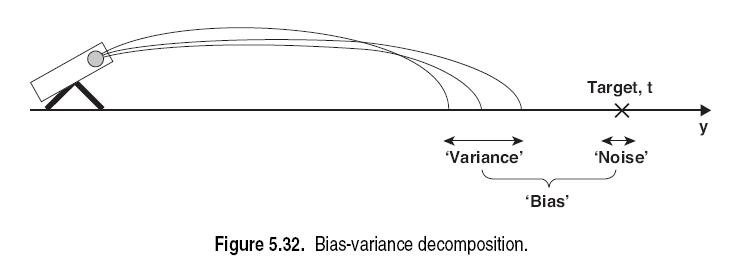 Target, t
y
‘Variance’ ‘Noise’
‘Bias’
Figure 5.32. Bias-variance decomposition.